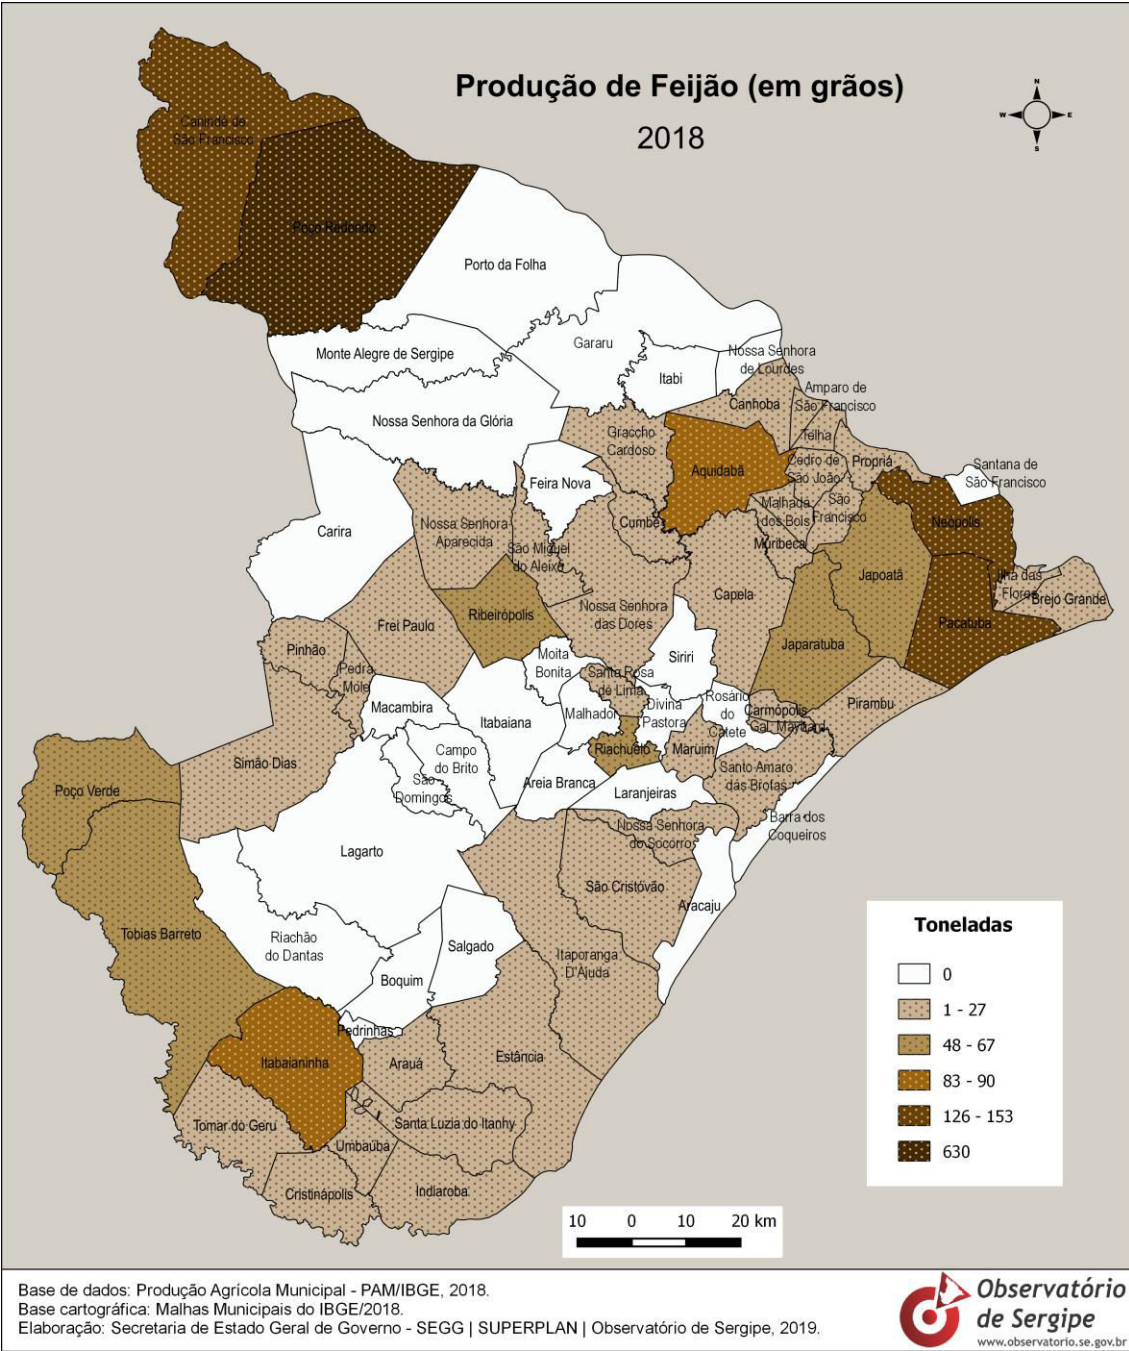 Produção de Feijão (em grãos)
2018
N
W
E
S
Canindé de
São Francisco
Poço Redondo
Porto da Folha
Monte Alegre de Sergipe
Gararu
Nossa Senhora
de Lourdes
Itabi
Amparo de
São Francisco
Canhoba
Nossa Senhora da Glória
Graccho
Cardoso
Telha
Aquidabã
Cedro de
São João
Propriá
Santana de
São Francisco
Feira Nova
Malhada
dos Bois
São
Francisco
Neópolis
Carira
Nossa Senhora
Aparecida
Cumbe
São Miguel
do Aleixo
Muribeca
Japoatã
Ilha das
Flores
Brejo Grande
Capela
Ribeirópolis
Nossa Senhora
das Dores
Frei Paulo
Pacatuba
Japaratuba
Pinhão
Moita
Bonita
Siriri
Pedra
Mole
Santa Rosa
de Lima
Pirambu
Macambira
Itabaiana
Malhador
Divina
Pastora
Rosário
do
Catete
Carmópolis
Gal. Maynard
Campo
do Brito
Riachuelo
Maruim
Simão Dias
Santo Amaro
das Brotas
São
Domingos
Areia Branca
Laranjeiras
Poço Verde
Barra dos
Coqueiros
Nossa Senhora
do Socorro
Lagarto
São Cristóvão
Aracaju
Tobias Barreto
Riachão
do Dantas
Salgado
Itaporanga
D'Ajuda
Boquim
Pedrinhas
Itabaianinha
Arauá
Estância
Tomar do Geru
Santa Luzia do Itanhy
Umbaúba
Cristinápolis
Indiaroba
Toneladas
0
1 - 27
48 - 67
83 - 90
126 - 153
630
10 0 10 20 km
Base de dados: Produção Agrícola Municipal - PAM/IBGE, 2018.
Base cartográfica: Malhas Municipais do IBGE/2018.
Elaboração: Secretaria de Estado Geral de Governo - SEGG | SUPERPLAN | Observatório de Sergipe, 2019.
Observatório
de Sergipe
www.observatorio.se.gov.br